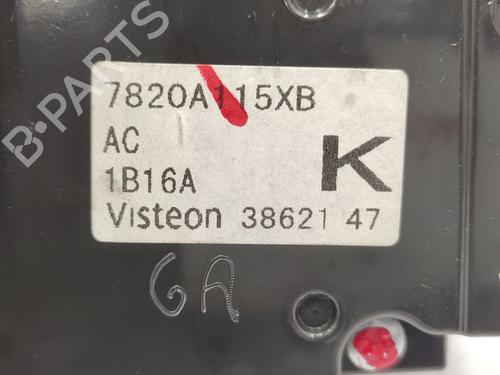 B-PARTS
7820A115XB
AC
1B16A
K
Visteon 38621 47
GA